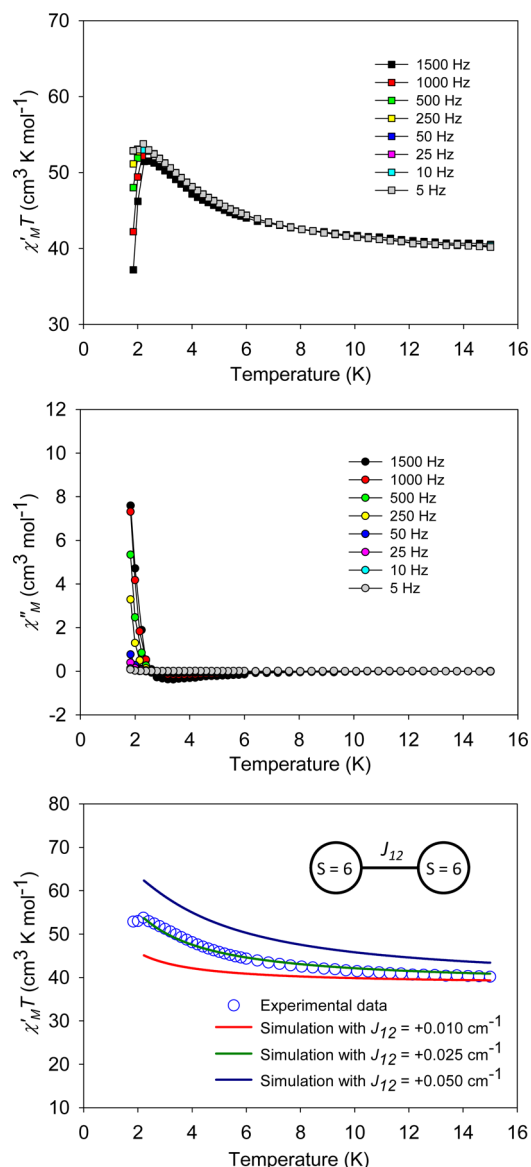 70
60
50
40
30
χ'MT (cm3 K mol-1)
1500 Hz
1000 Hz
500 Hz
250 Hz
50 Hz
25 Hz
10 Hz
5 Hz
0 2 4 6 8 10 12 14 16
Temperature (K)
12
10
8
6
4
2
0
-2
χ"M (cm3 mol-1)
1500 Hz
1000 Hz
500 Hz
250 Hz
50 Hz
25 Hz
10 Hz
5 Hz
0 2 4 6 8 10 12 14 16
Temperature (K)
80
70
60
50
40
30
20
10
χ'MT (cm3 K mol-1)
J12
S = 6 S = 6
Experimental data
Simulation with J12 = +0.010 cm-1
Simulation with J12 = +0.025 cm-1
Simulation with J12 = +0.050 cm-1
0 2 4 6 8 10 12 14 16
Temperature (K)